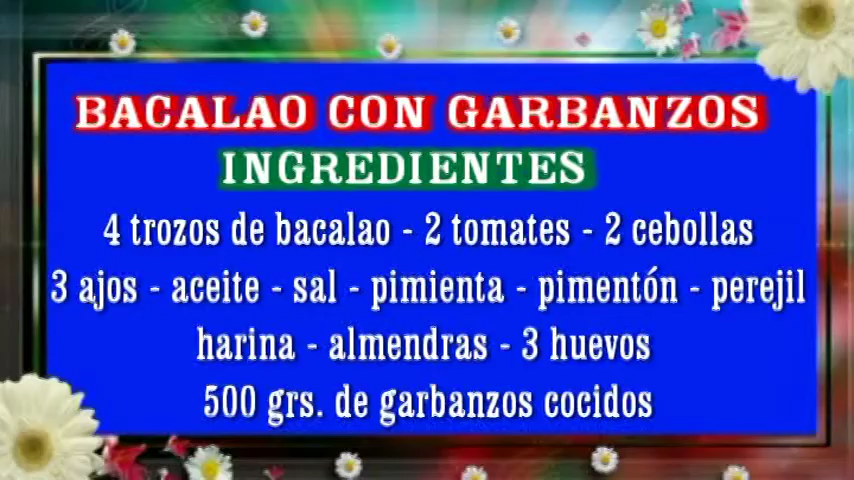 BACALAO CON GARBANZOS
INGREDIENTES
4 trozos de bacalao - 2 tomates - 2 cebollas
3 ajos - aceite - sal - pimienta - pimentón - perejil
harina - almendras - 3 huevos
500 grs. de garbanzos cocidos